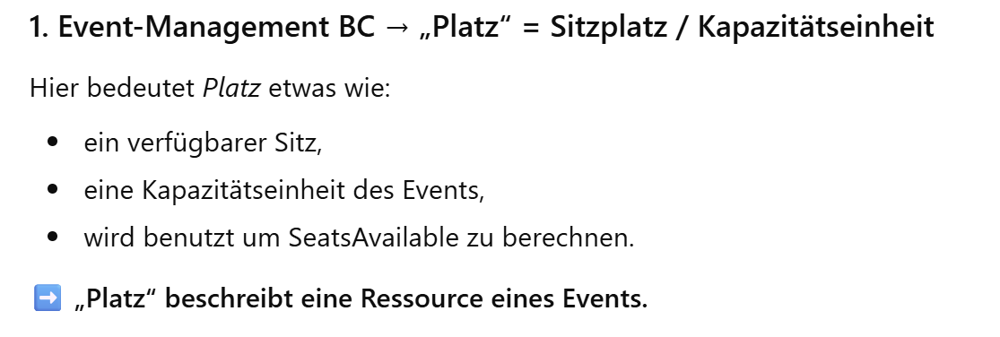 1. Event-Management BC → „Platz“ = Sitzplatz / Kapazitätseinheit
Hier bedeutet Platz etwas wie:
• ein verfügbarer Sitz,
• eine Kapazitätseinheit des Events,
• wird benutzt um SeatsAvailable zu berechnen.
➡️ „Platz“ beschreibt eine Ressource eines Events.